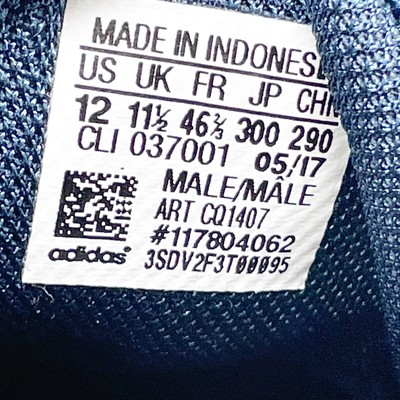 MADE IN INDONES
US UK FR JP CHN
12 11½ 46⅔ 300 290
CLI 037001 05/17
MALE/MÂLE
ART CQ1407
#117804062
adidas® 3SDV2F3T00095